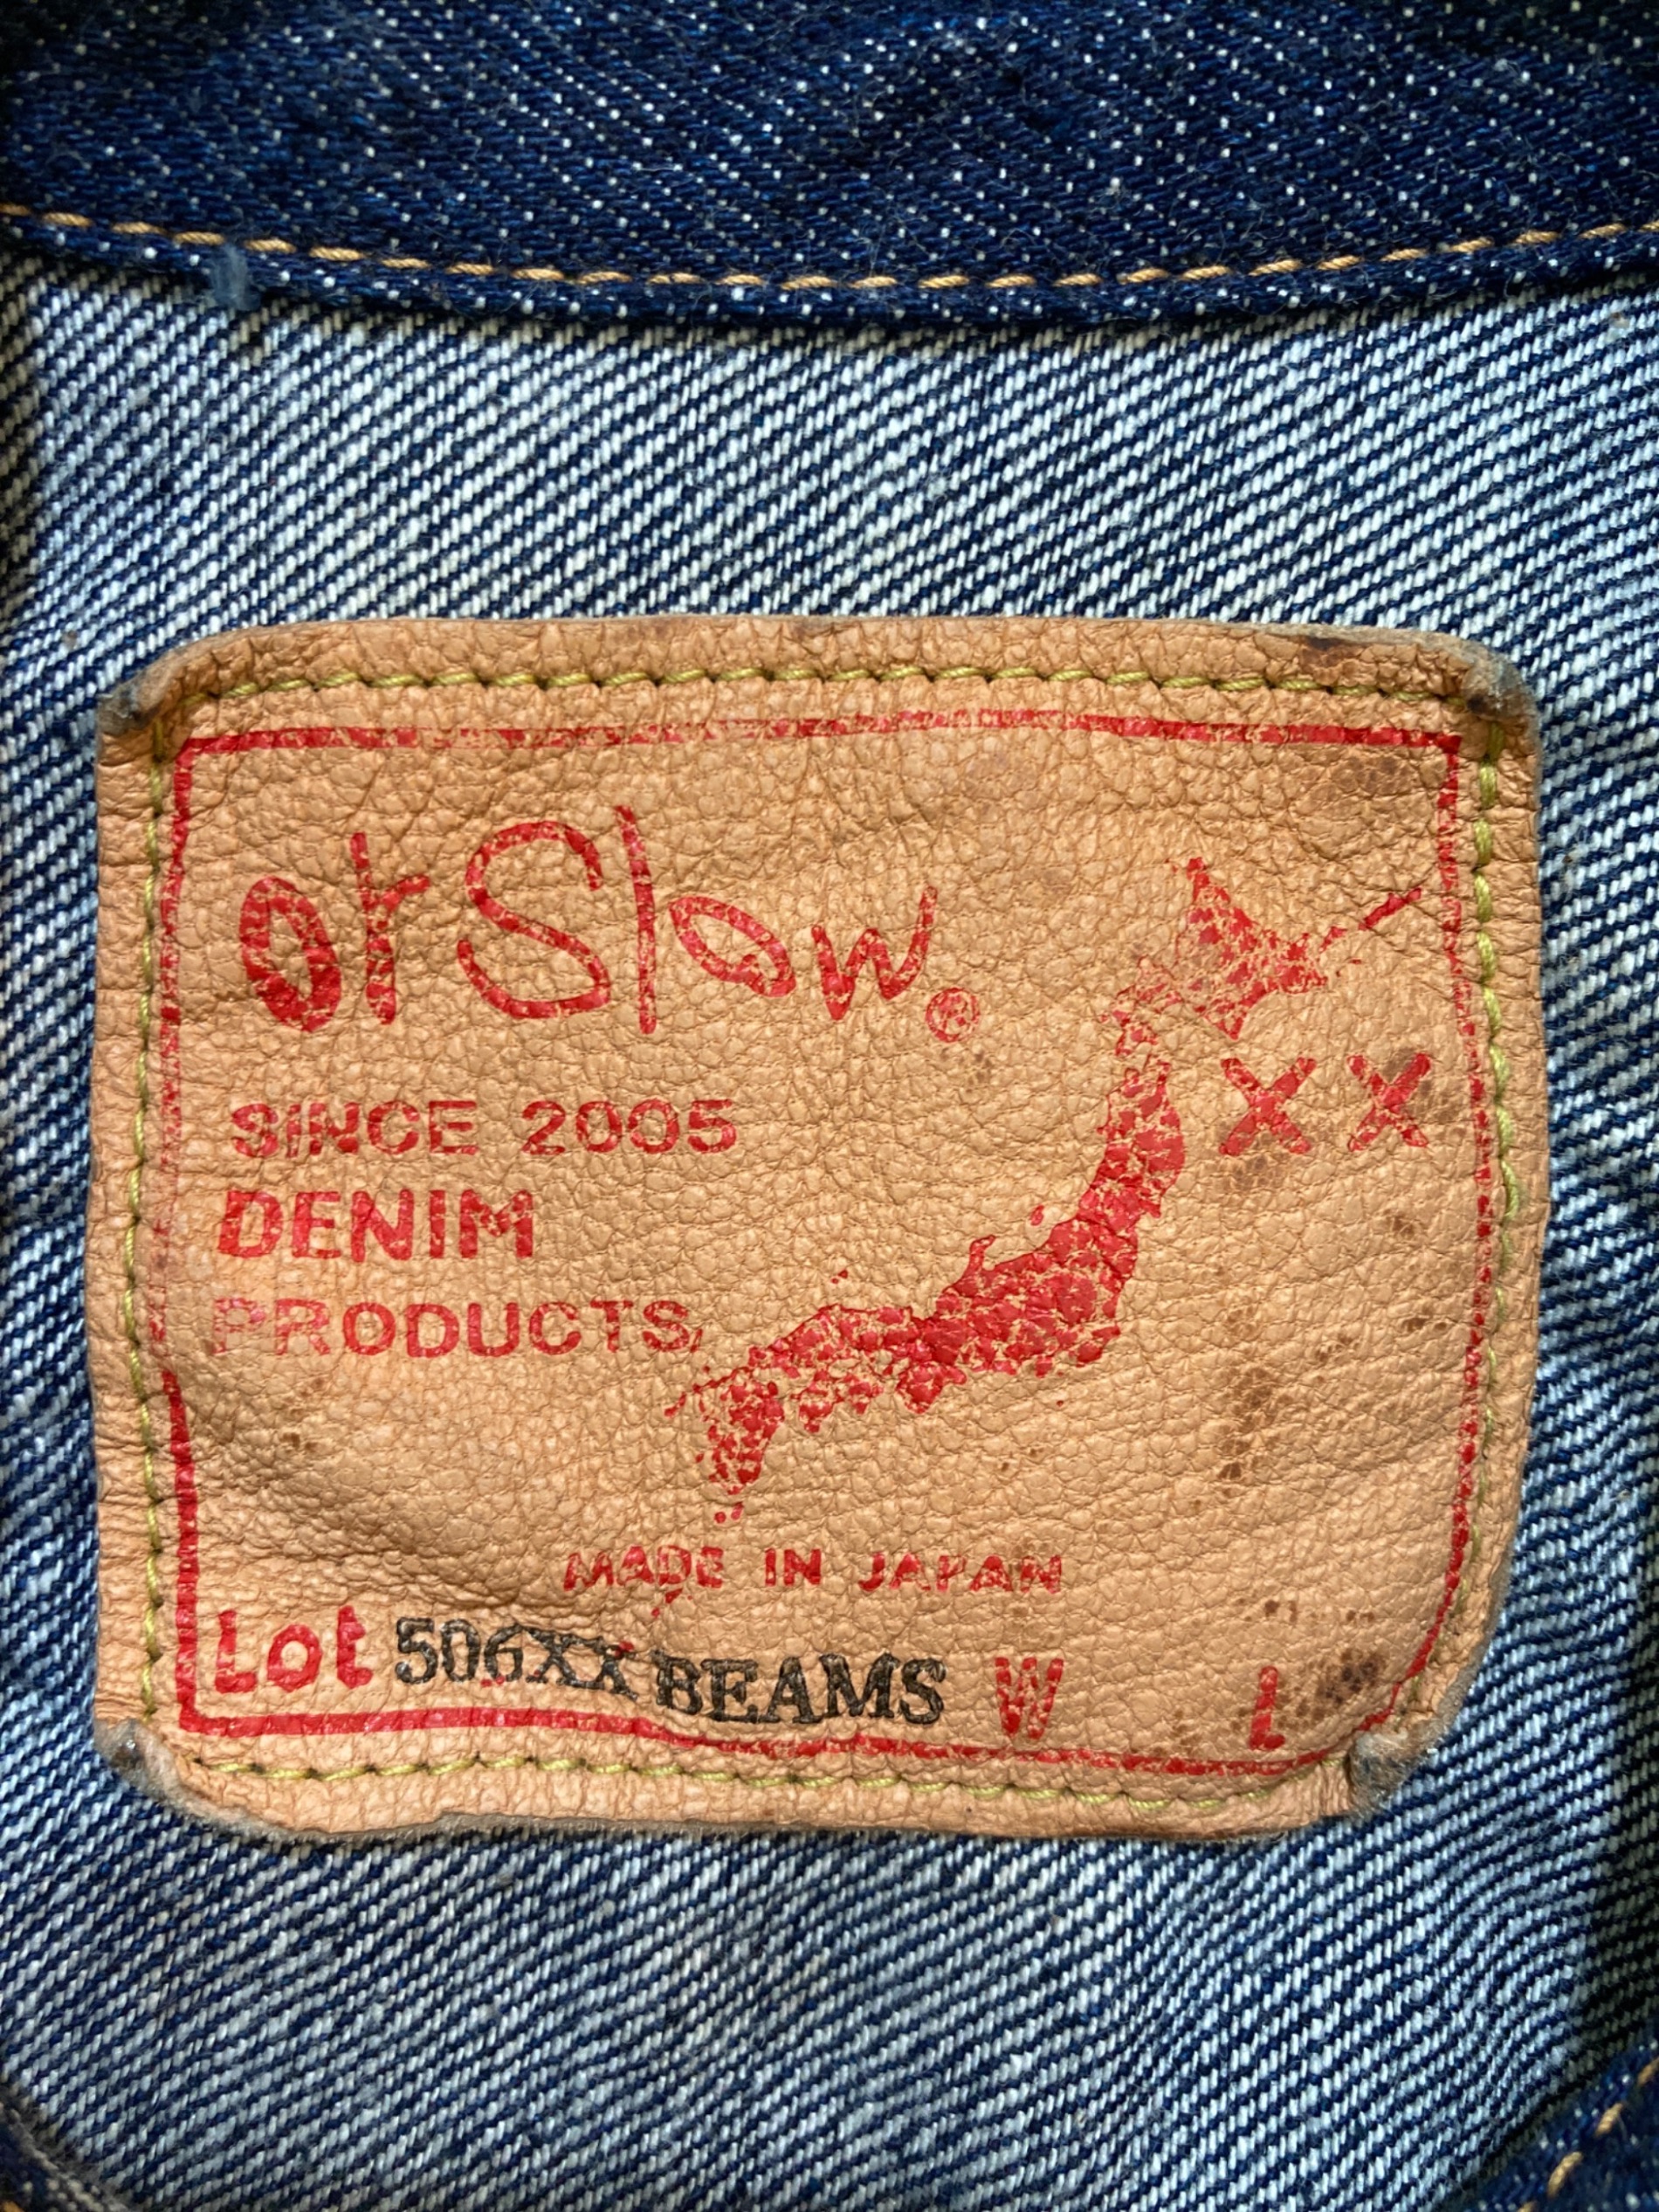 orSlow®
XX
SINCE 2005
DENIM
PRODUCTS
MADE IN JAPAN
Lot 506XX BEAMS W L